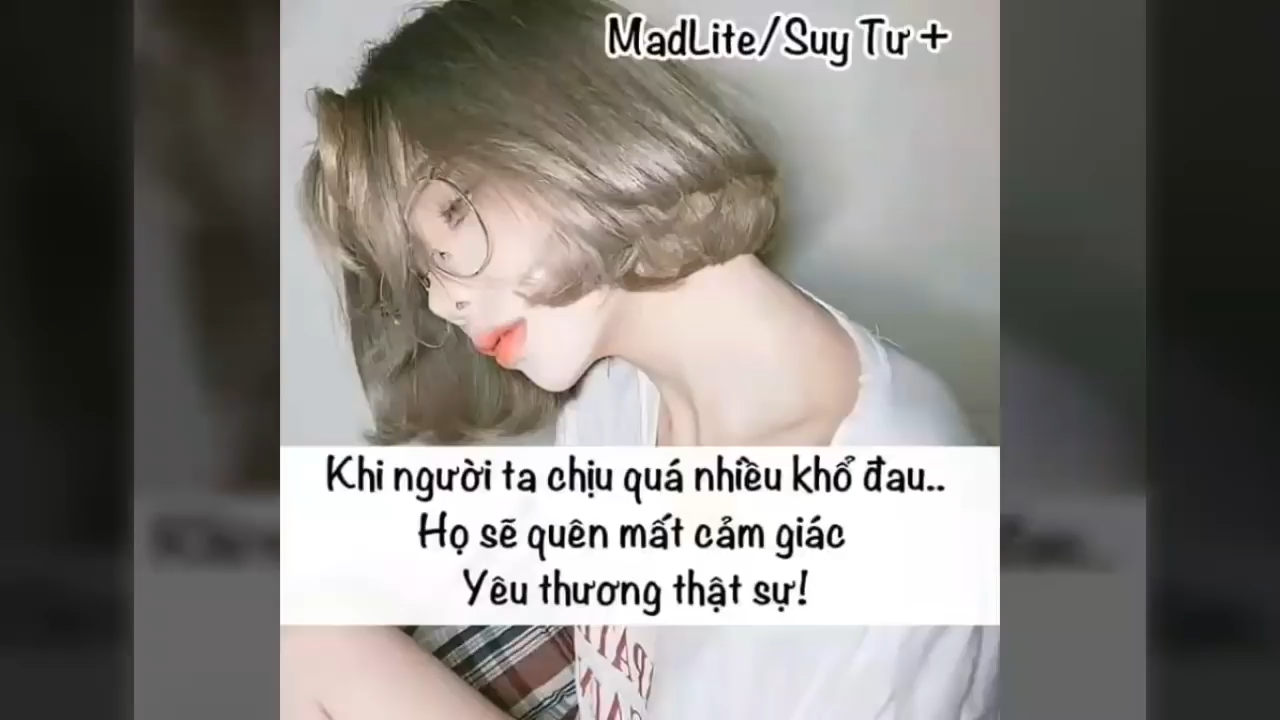 MadLite/Suy Tư +
Khi người ta chịu quá nhiều khổ đau..
Họ sẽ quên mất cảm giác
Yêu thương thật sự!